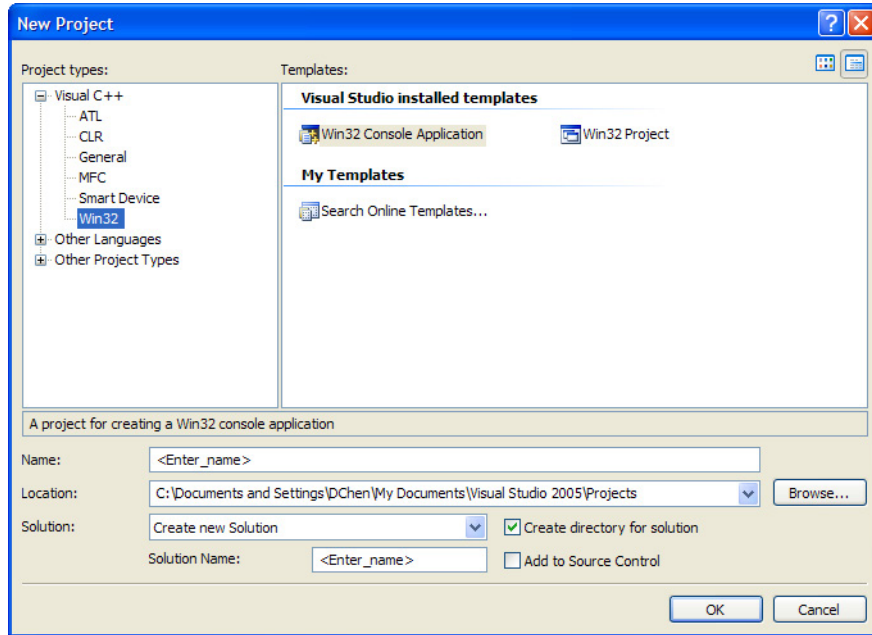 New Project
Project types:
Templates:
Visual C++
ATL
CLR
General
MFC
Smart Device
Win32
Other Languages
Other Project Types
Visual Studio installed templates
Win32 Console Application
Win32 Project
My Templates
Search Online Templates...
A project for creating a Win32 console application
Name:
<Enter_name>
Location:
C:\Documents and Settings\DChen\My Documents\Visual Studio 2005\Projects
Browse...
Solution:
Create new Solution
Create directory for solution
Solution Name:
<Enter_name>
Add to Source Control
OK
Cancel